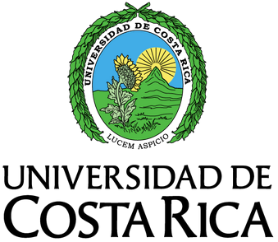 UNIVERSIDAD DE COSTA RICA
LUCEM ASPICIO
UNIVERSIDAD DE
COSTA RICA